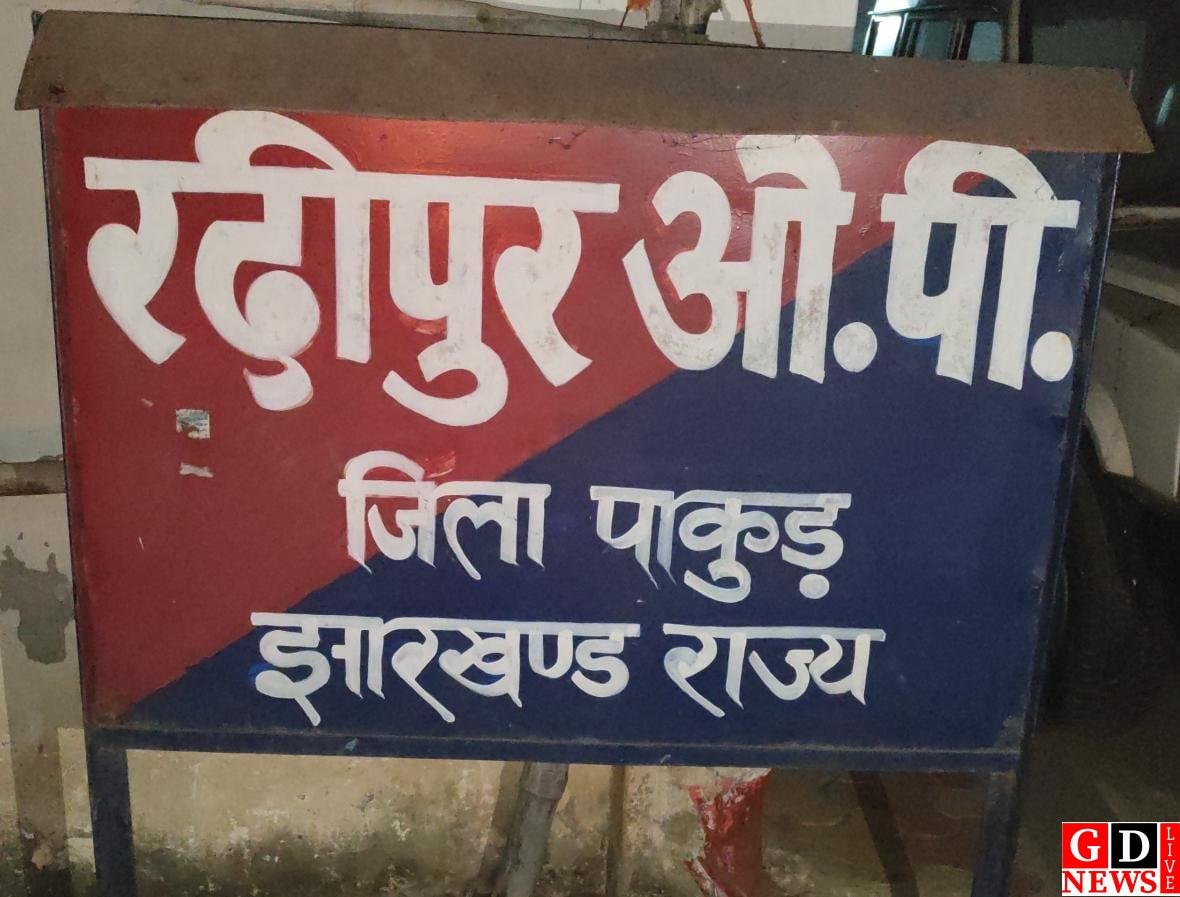 रद्दीपुर ओ.पी.
जिला पाकुड़
झारखण्ड राज्य
GD
NEWS
LIVE